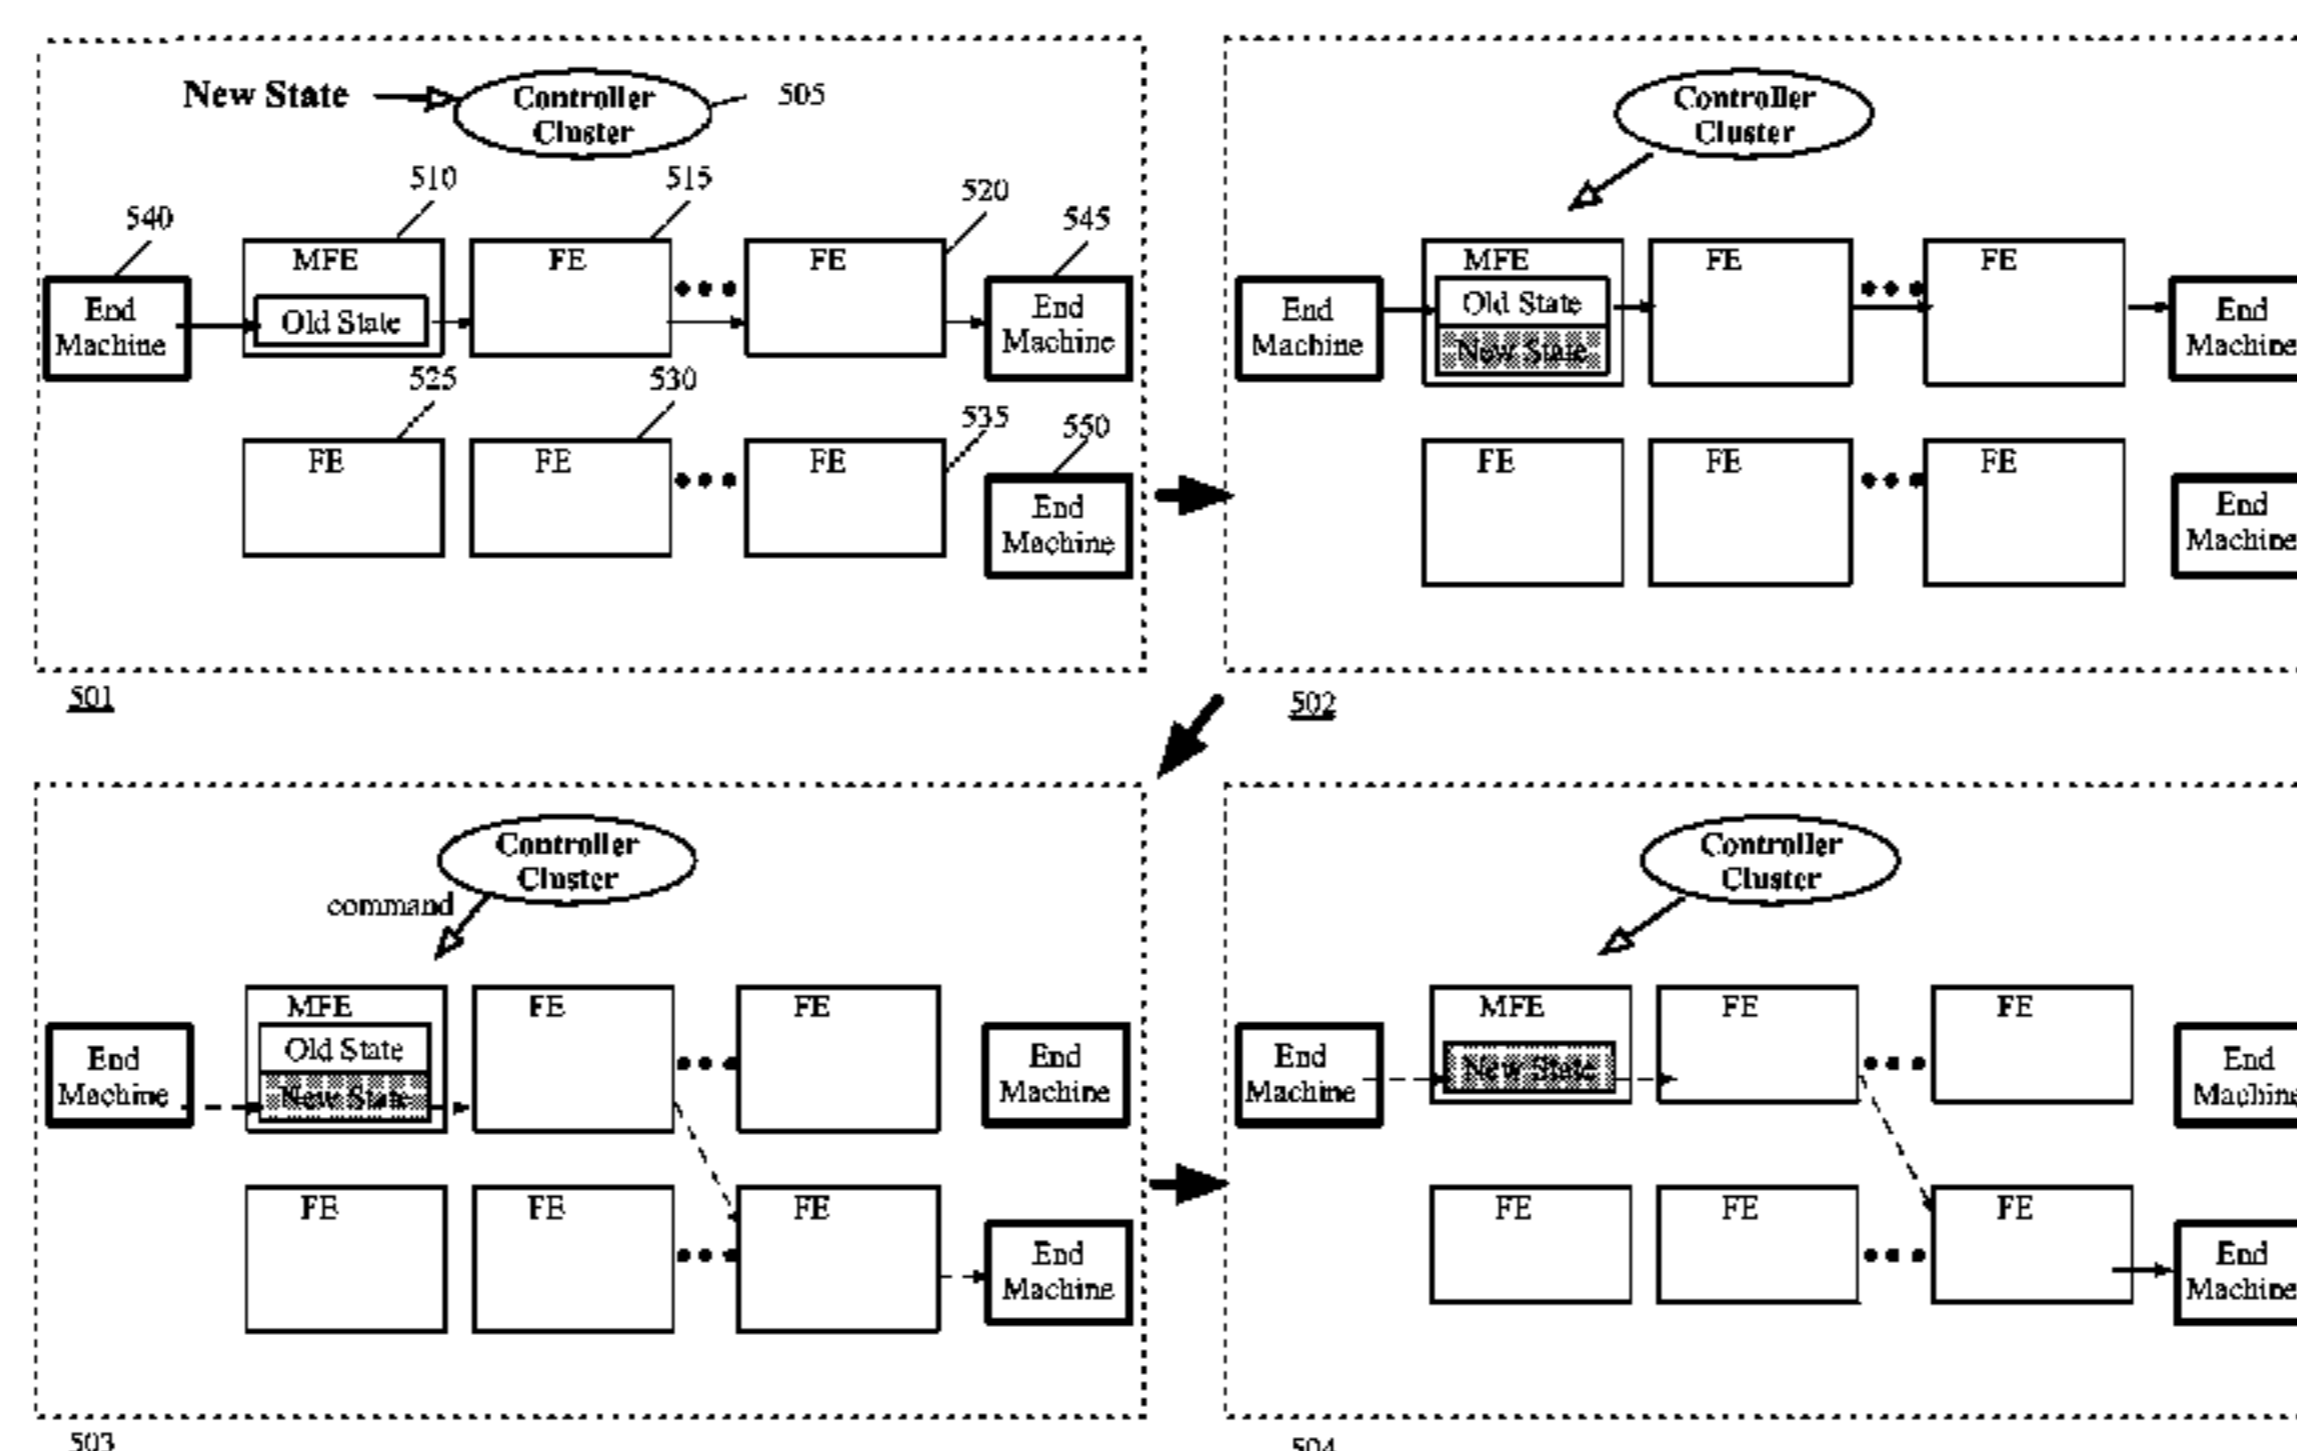 New State
Controller
Cluster
505
510
515
520
540
545
MFE
FE
FE
End
Machine
Old State
End
Machine
525
530
535
550
FE
FE
FE
End
Machine
501
Controller
Cluster
MFE
FE
FE
End
Machine
Old State
New State
End
Machine
FE
FE
FE
End
Machine
502
Controller
Cluster
command
MFE
FE
FE
End
Machine
Old State
New State
End
Machine
FE
FE
FE
End
Machine
503
Controller
Cluster
MFE
FE
FE
End
Machine
New State
End
Machine
FE
FE
FE
End
Machine
504